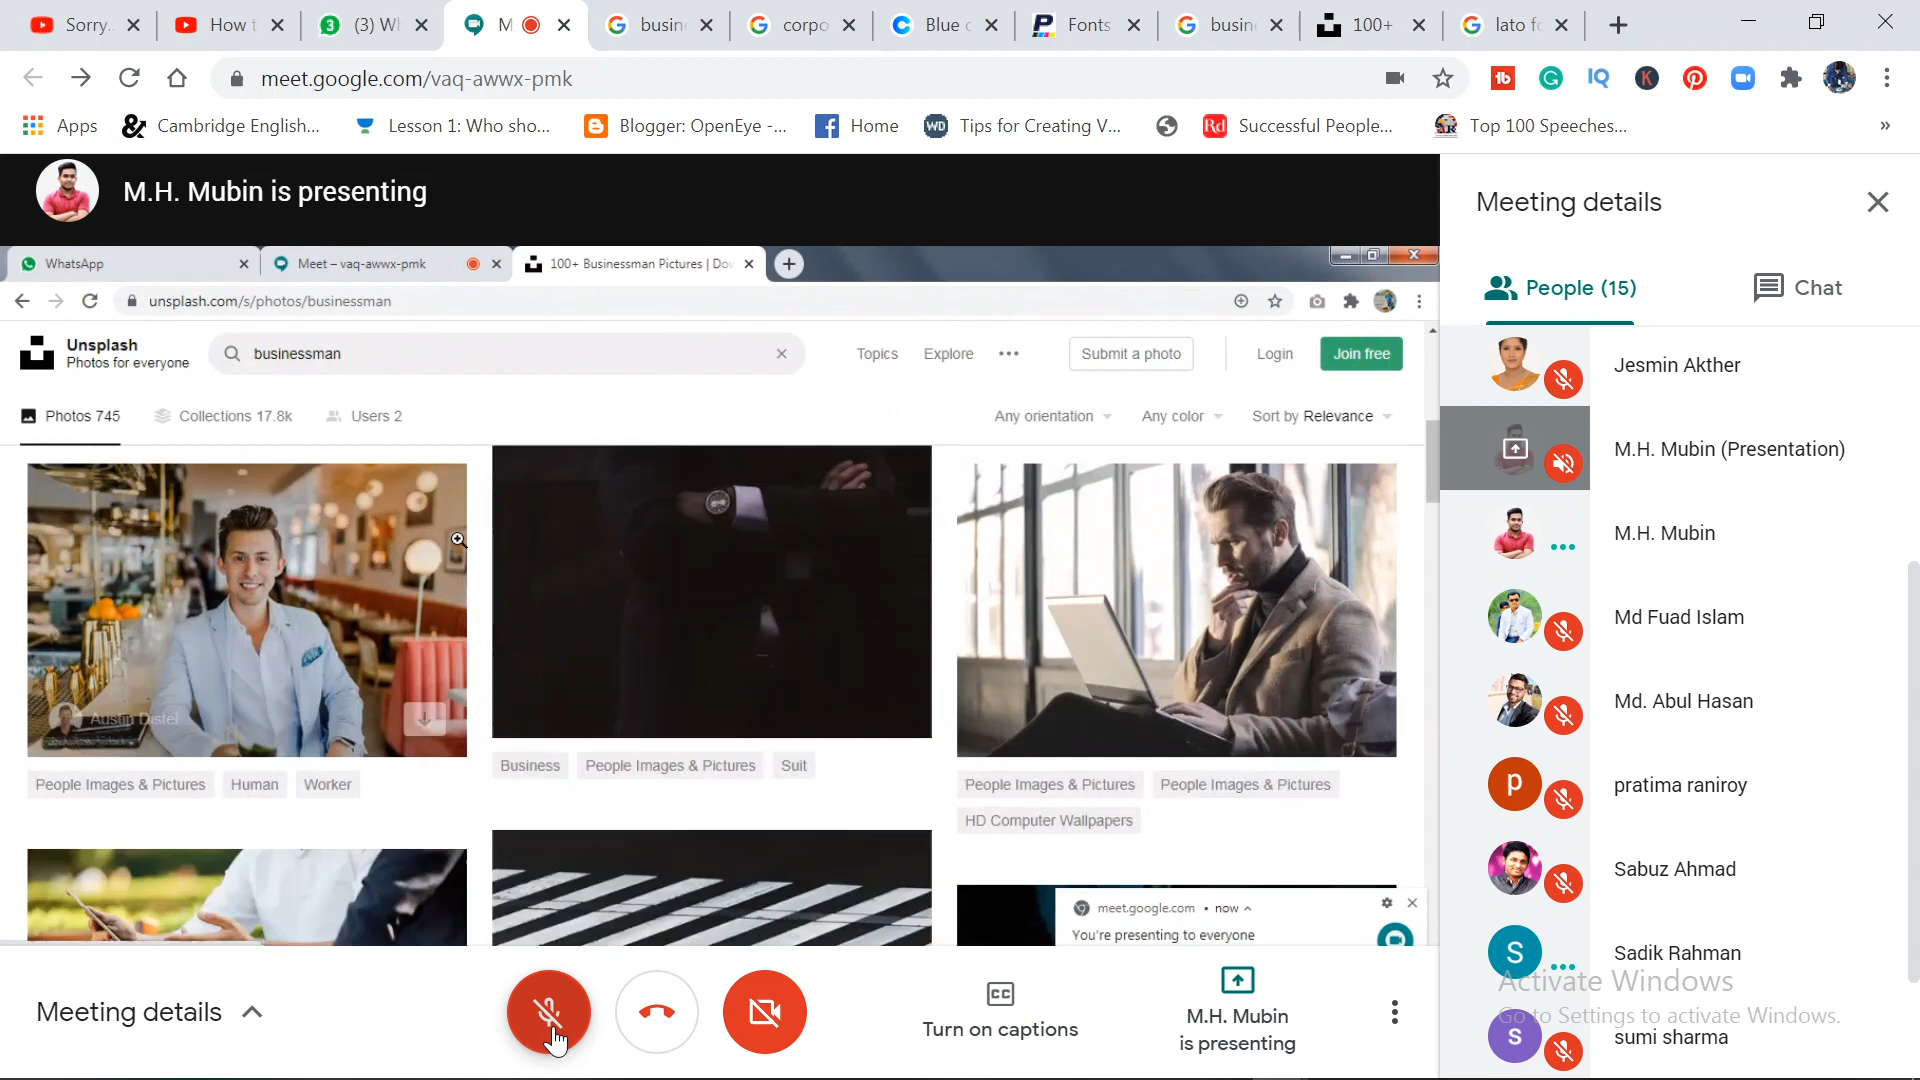 Sorry.
How t
(3) W
M
busin
corpo
Blue c
Fonts
busin
100+
lato fo
meet.google.com/vaq-awwx-pmk
Apps
Cambridge English...
Lesson 1: Who sho...
Blogger: OpenEye -...
Home
Tips for Creating V...
Successful People...
Top 100 Speeches...
»
M.H. Mubin is presenting
WhatsApp
Meet – vaq-awwx-pmk
100+ Businessman Pictures | Do
unsplash.com/s/photos/businessman
Unsplash
Photos for everyone
businessman
Topics
Explore
Submit a photo
Login
Join free
Photos 745
Collections 17.8k
Users 2
Any orientation
Any color
Sort by Relevance
Austin Distel
People Images & Pictures
Human
Worker
Business
People Images & Pictures
Suit
People Images & Pictures
People Images & Pictures
HD Computer Wallpapers
meet.google.com • now
You're presenting to everyone
Meeting details
Turn on captions
M.H. Mubin
is presenting
Meeting details
People (15)
Chat
Jesmin Akther
M.H. Mubin (Presentation)
M.H. Mubin
Md Fuad Islam
Md. Abul Hasan
p
pratima raniroy
Sabuz Ahmad
S
Sadik Rahman
Activate Windows
Go to Settings to activate Windows.
s
sumi sharma